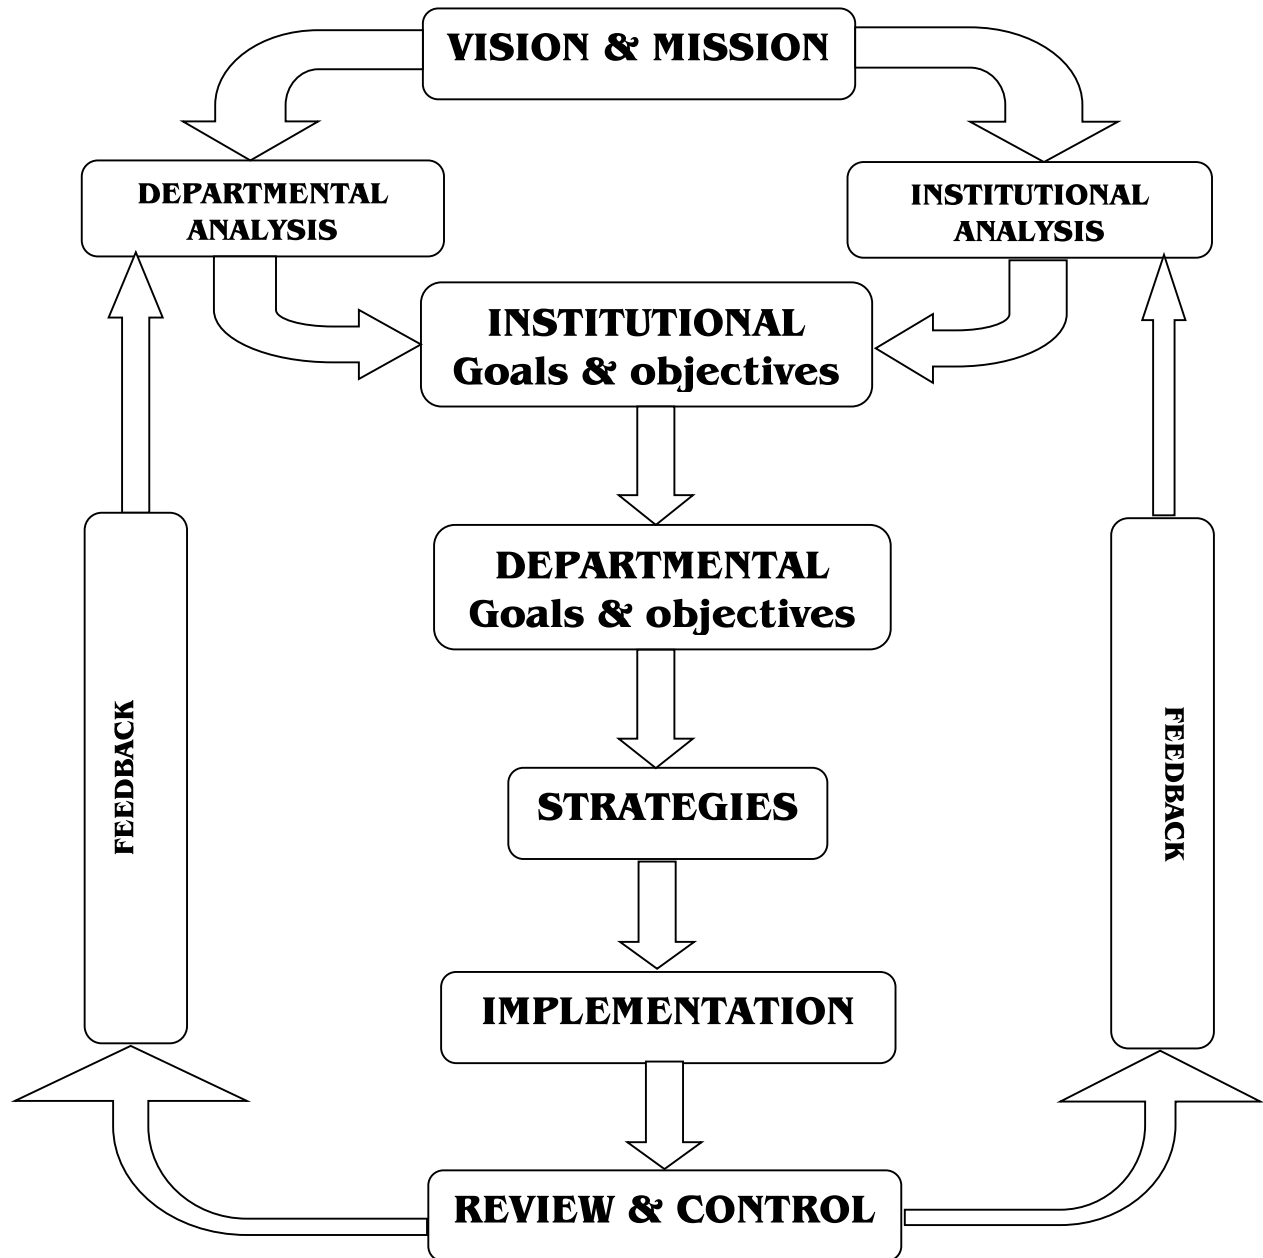 VISION & MISSION
DEPARTMENTAL
ANALYSIS
INSTITUTIONAL
ANALYSIS
INSTITUTIONAL
Goals & objectives
DEPARTMENTAL
Goals & objectives
FEEDBACK
FEEDBACK
STRATEGIES
IMPLEMENTATION
REVIEW & CONTROL